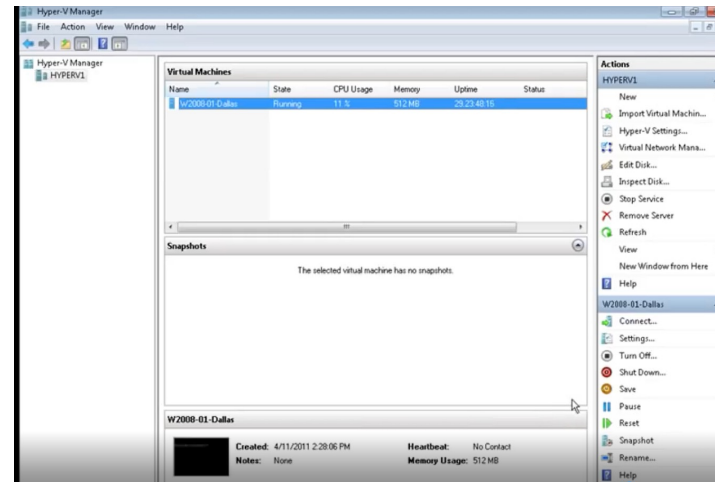 Hyper-V Manager
File Action View Window Help
Hyper-V Manager
HYPERV1
Virtual Machines
Name State CPU Usage Memory Uptime Status
W2008-01-Dallas Running 11 % 512 MB 29.23:48:16
Snapshots
The selected virtual machine has no snapshots.
W2008-01-Dallas
Created: 4/11/2011 2:28:06 PM Heartbeat: No Contact
Notes: None Memory Usage: 512 MB
Actions
HYPERV1
New
Import Virtual Machin...
Hyper-V Settings...
Virtual Network Mana...
Edit Disk...
Inspect Disk...
Stop Service
Remove Server
Refresh
View
New Window from Here
Help
W2008-01-Dallas
Connect...
Settings...
Turn Off...
Shut Down...
Save
Pause
Reset
Snapshot
Rename...
Help